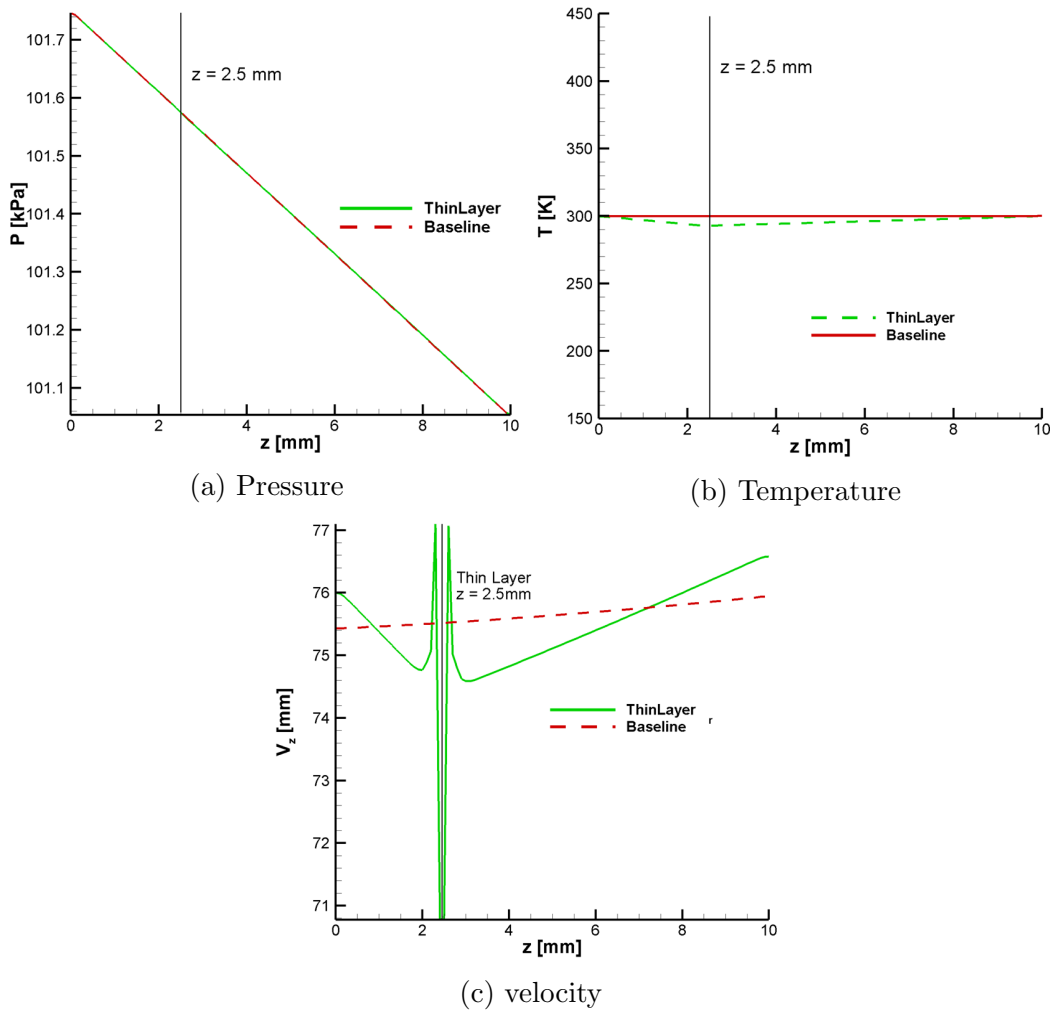 P [kPa]
101.7
101.6
101.5
101.4
101.3
101.2
101.1
z = 2.5 mm
ThinLayer
Baseline
0 2 4 6 8 10
z [mm]
(a) Pressure
T [K]
450
400
350
300
250
200
150
z = 2.5 mm
ThinLayer
Baseline
0 2 4 6 8 10
z [mm]
(b) Temperature
V_z [mm]
77
76
75
74
73
72
71
Thin Layer
z = 2.5mm
ThinLayer
Baseline r
0 2 4 6 8 10
z [mm]
(c) velocity